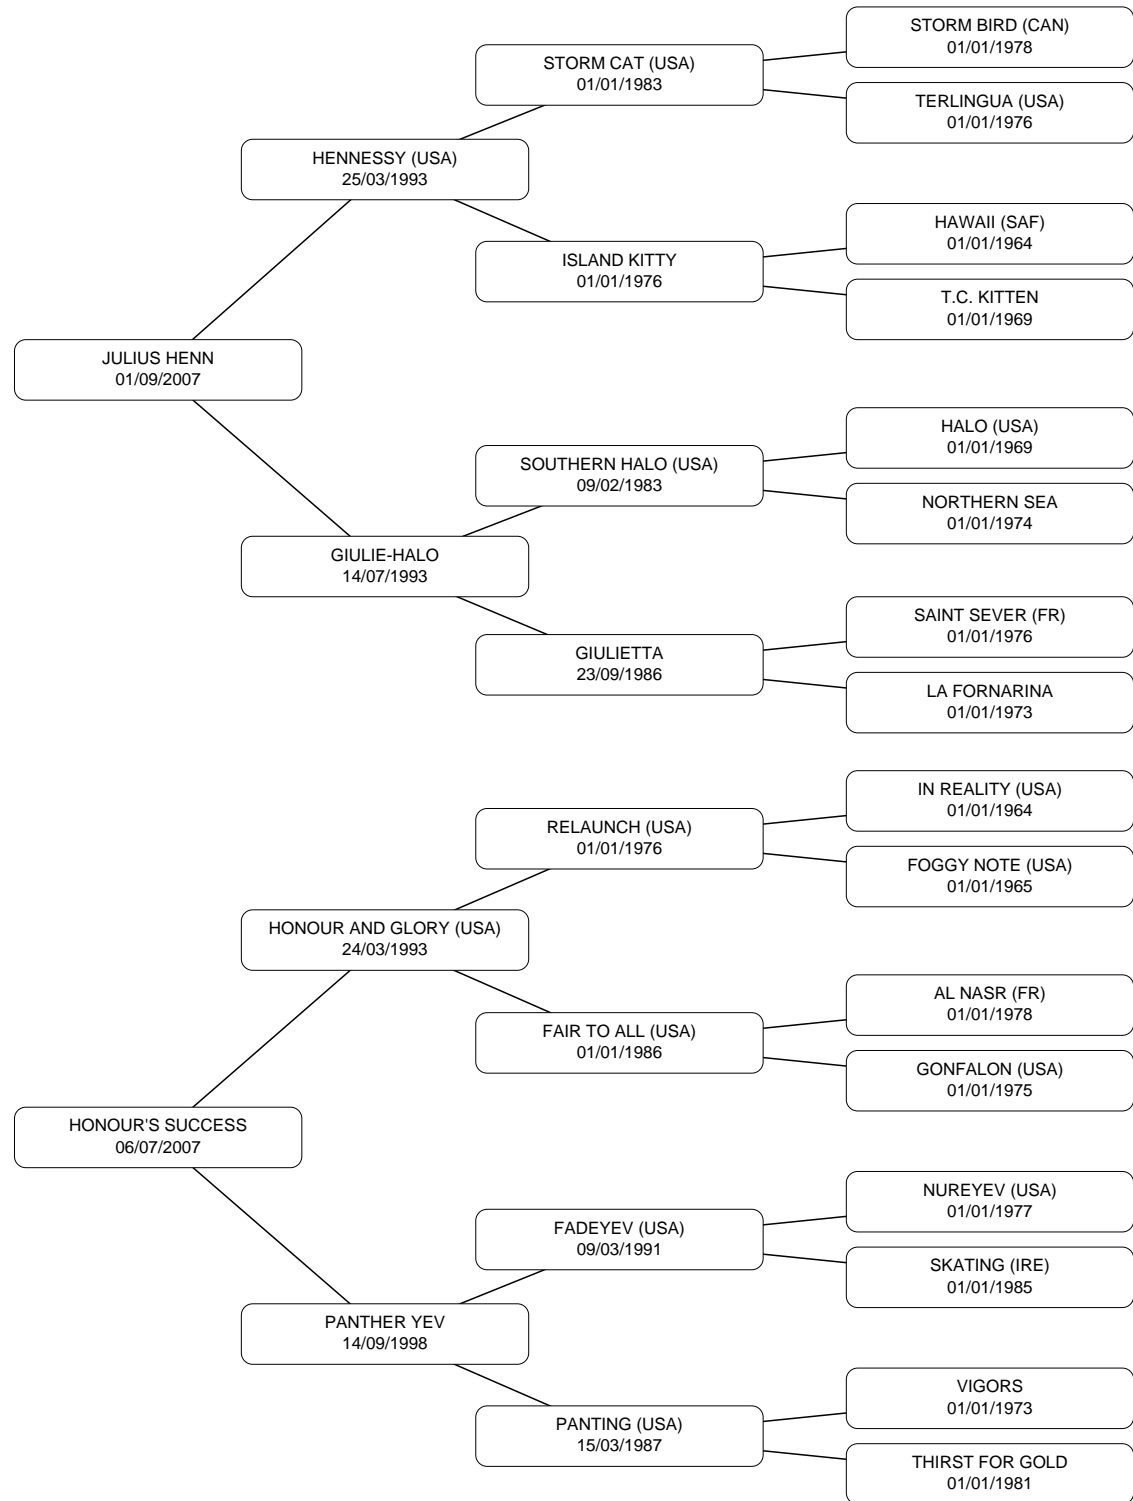 STORM BIRD (CAN)
01/01/1978
STORM CAT (USA)
01/01/1983
TERLINGUA (USA)
01/01/1976
HENNESSY (USA)
25/03/1993
HAWAII (SAF)
01/01/1964
ISLAND KITTY
01/01/1976
T.C. KITTEN
01/01/1969
JULIUS HENN
01/09/2007
HALO (USA)
01/01/1969
SOUTHERN HALO (USA)
09/02/1983
NORTHERN SEA
01/01/1974
GIULIE-HALO
14/07/1993
SAINT SEVER (FR)
01/01/1976
GIULIETTA
23/09/1986
LA FORNARINA
01/01/1973
IN REALITY (USA)
01/01/1964
RELAUNCH (USA)
01/01/1976
FOGGY NOTE (USA)
01/01/1965
HONOUR AND GLORY (USA)
24/03/1993
AL NASR (FR)
01/01/1978
FAIR TO ALL (USA)
01/01/1986
GONFALON (USA)
01/01/1975
HONOUR'S SUCCESS
06/07/2007
NUREYEV (USA)
01/01/1977
FADEYEV (USA)
09/03/1991
SKATING (IRE)
01/01/1985
PANTHER YEV
14/09/1998
VIGORS
01/01/1973
PANTING (USA)
15/03/1987
THIRST FOR GOLD
01/01/1981